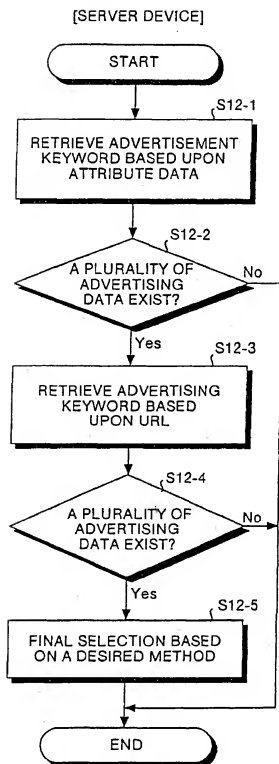 [SERVER DEVICE]
START
S12-1
RETRIEVE ADVERTISEMENT
KEYWORD BASED UPON
ATTRIBUTE DATA
S12-2
A PLURALITY OF
ADVERTISING
DATA EXIST?
No
Yes
S12-3
RETRIEVE ADVERTISING
KEYWORD BASED
UPON URL
S12-4
A PLURALITY OF
ADVERTISING
DATA EXIST?
No
Yes
S12-5
FINAL SELECTION BASED
ON A DESIRED METHOD
END